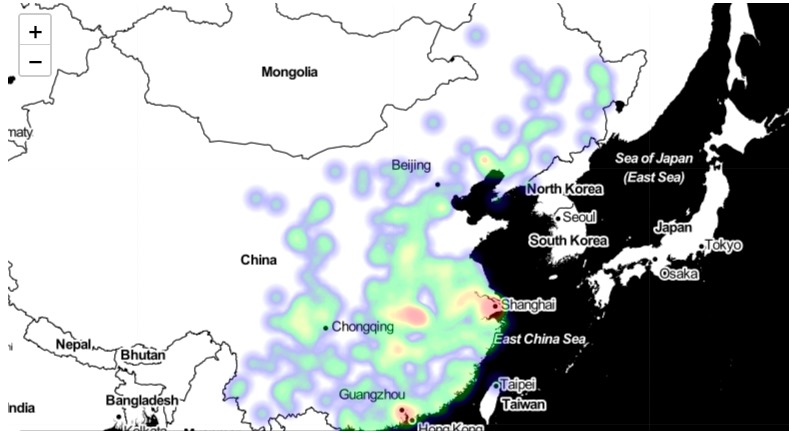 +
−
Mongolia
maty
Beijing
Sea of Japan
(East Sea)
North Korea
Seoul
South Korea
Japan
Tokyo
China
Osaka
Shanghai
Chongqing
East China Sea
Nepal
Bhutan
Taipei
Guangzhou
Bangladesh
Taiwan
India
Hong Kong
Kolkata